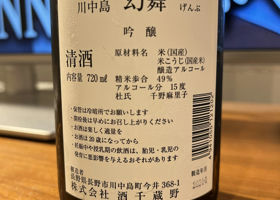 川中島 幻舞 げんぶ
吟醸
清酒
内容量 720㎖
原材料名 米(国産)
米こうじ(国産米)
醸造アルコール
精米歩合 49%
アルコール分 15度
杜氏 千野麻里子
・保管は冷暗所でお願いします
・開栓後は早めにお召し上がりください
・お酒は楽しく適量を
・お酒は20歳になってから
・妊娠中や授乳期の飲酒は、胎児・乳児の
発育に悪影響を与えるおそれがあります
製造者
長野県長野市川中島町今井368-1
株式会社 酒千蔵野
製造年月